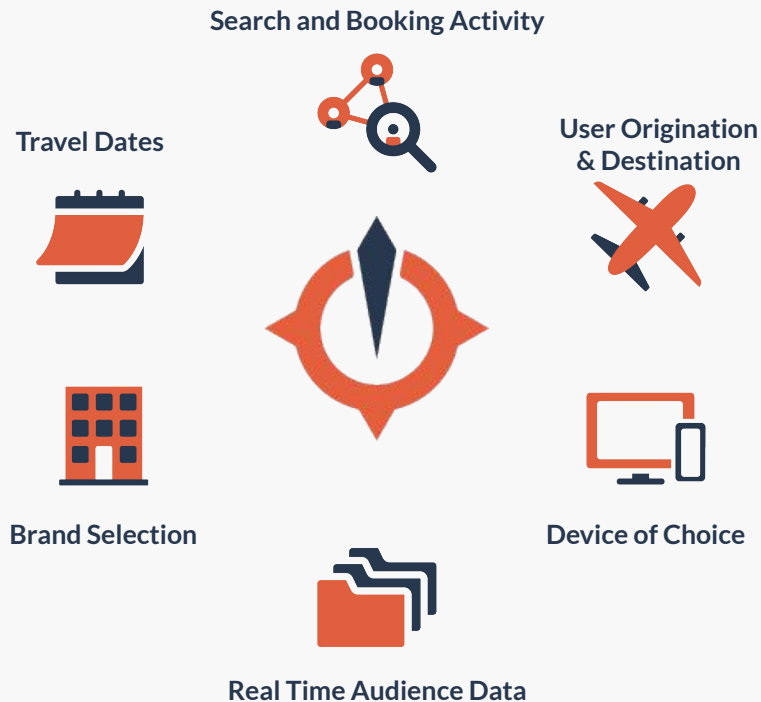 Search and Booking Activity
Travel Dates
User Origination
& Destination
Brand Selection
Device of Choice
Real Time Audience Data